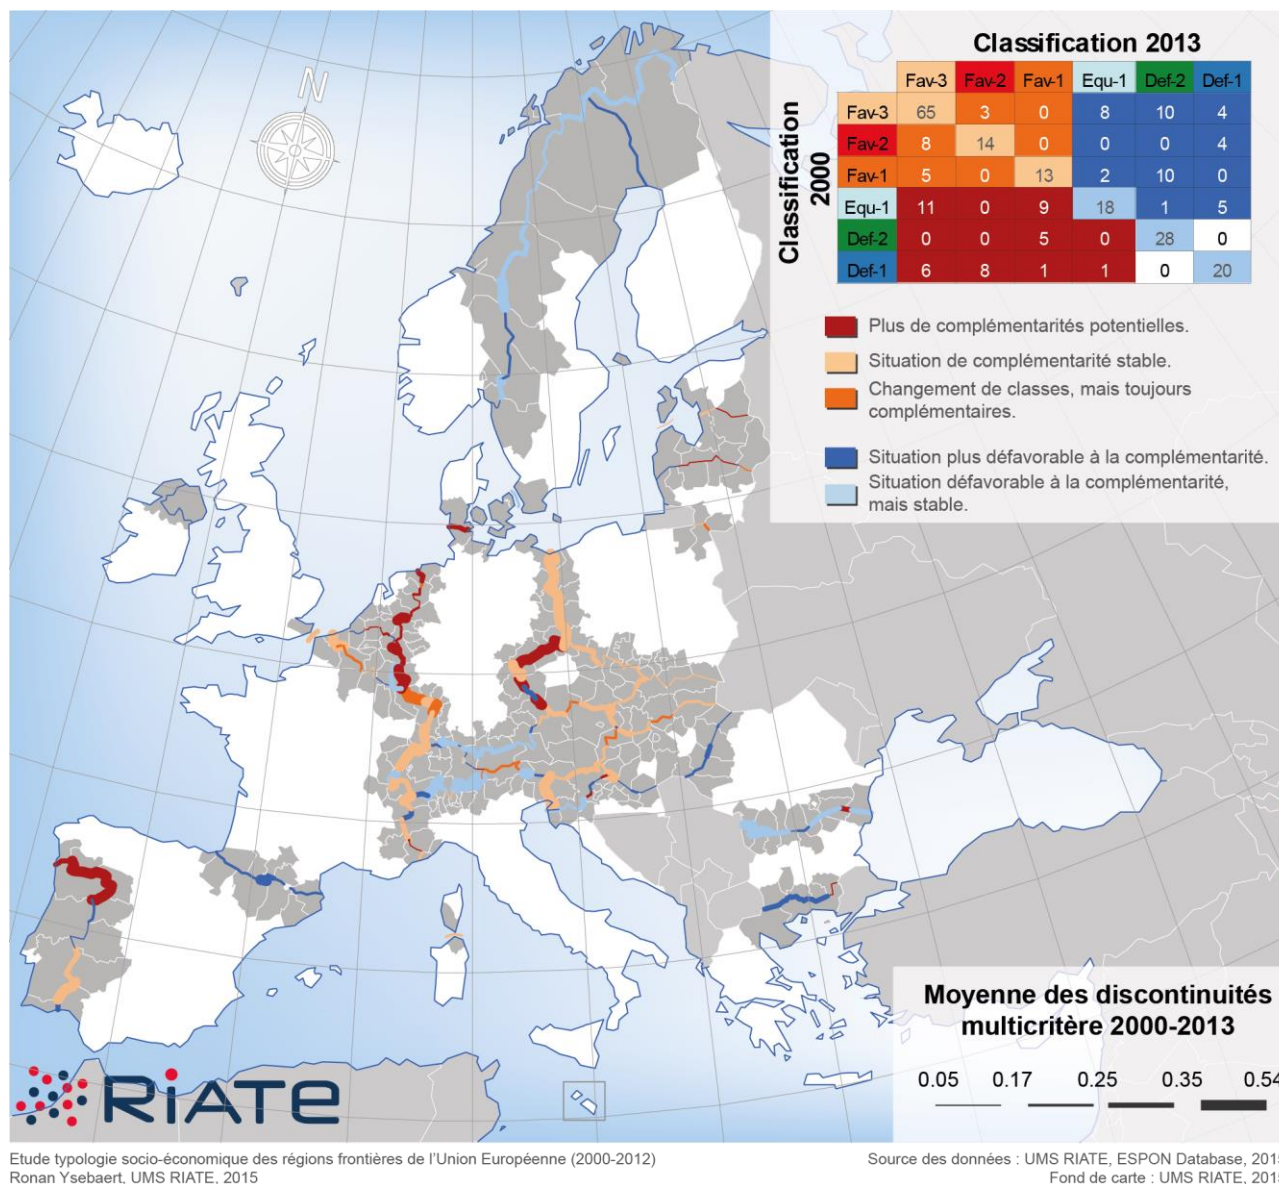 N
Classification 2013
Classification
2000
Fav-3 Fav-2 Fav-1 Equ-1 Def-2 Def-1
Fav-3 65 3 0 8 10 4
Fav-2 8 14 0 0 0 4
Fav-1 5 0 13 2 10 0
Equ-1 11 0 9 18 1 5
Def-2 0 0 5 0 28 0
Def-1 6 8 1 1 0 20
Plus de complémentarités potentielles.
Situation de complémentarité stable.
Changement de classes, mais toujours
complémentaires.
Situation plus défavorable à la complémentarité.
Situation défavorable à la complémentarité,
mais stable.
Moyenne des discontinuités
multicritère 2000-2013
0.05 0.17 0.25 0.35 0.54
RIATE
Etude typologie socio-économique des régions frontières de l'Union Européenne (2000-2012)
Ronan Ysebaert, UMS RIATE, 2015
Source des données : UMS RIATE, ESPON Database, 2015
Fond de carte : UMS RIATE, 2015